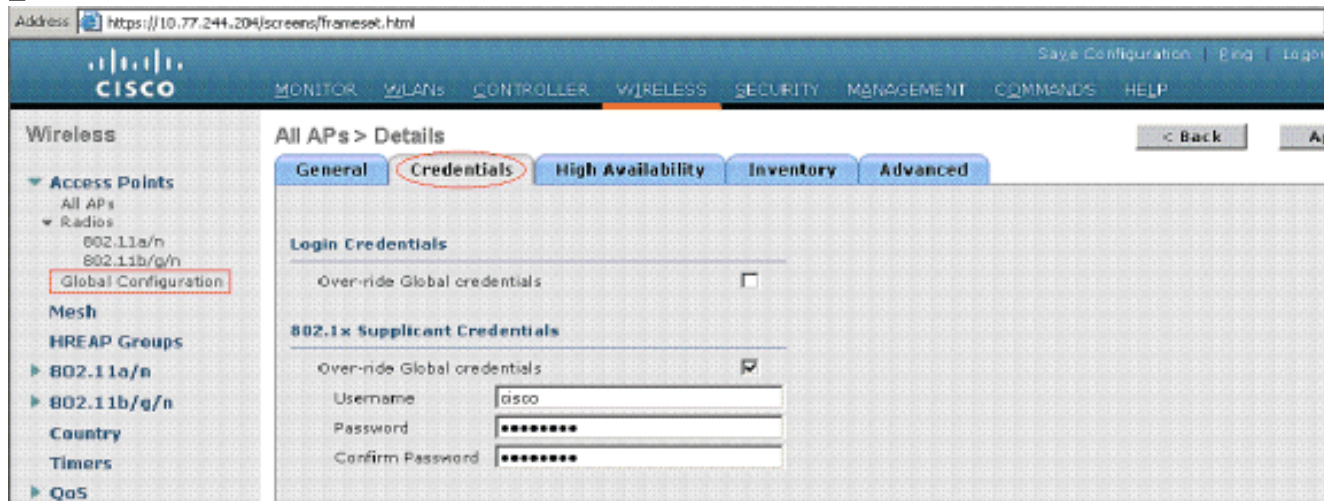 Address https://10.77.244.204/screens/frameset.html
Save Configuration | Ping | Logo
CISCO
MONITOR WLANs CONTROLLER WIRELESS SECURITY MANAGEMENT COMMANDS HELP
Wireless
Access Points
All APs
Radios
802.11a/n
802.11b/g/n
Global Configuration
Mesh
HREAP Groups
802.11a/n
802.11b/g/n
Country
Timers
QoS
All APs > Details
< Back
Ap
General Credentials High Availability Inventory Advanced
Login Credentials
Over-ride Global credentials
802.1x Supplicant Credentials
Over-ride Global credentials
Username cisco
Password ••••••••
Confirm Password ••••••••